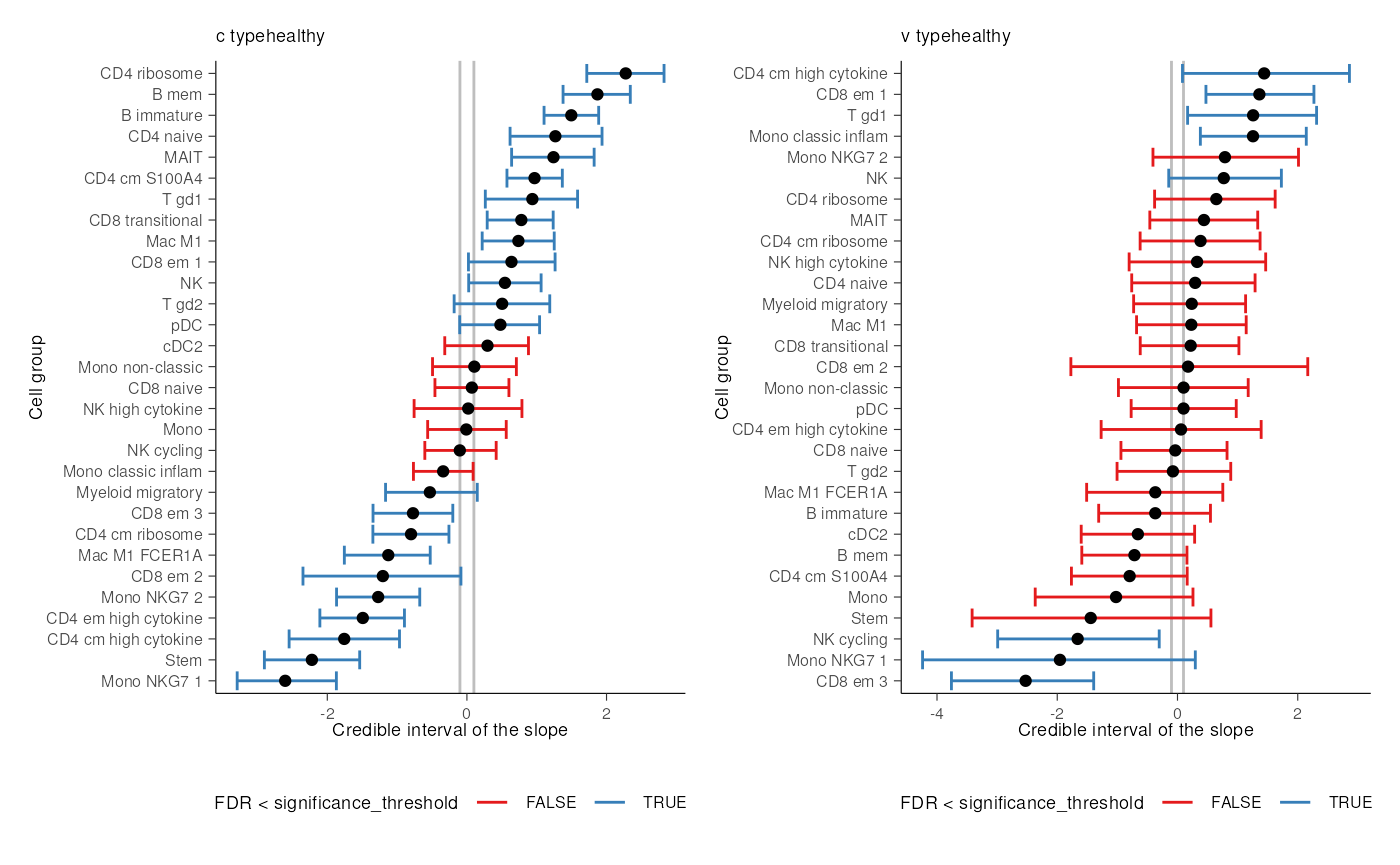 c typehealthy
CD4 ribosome
B mem
B immature
CD4 naive
MAIT
CD4 cm S100A4
T gd1
CD8 transitional
Mac M1
CD8 em 1
NK
T gd2
pDC
cDC2
Mono non-classic
CD8 naive
NK high cytokine
Mono
NK cycling
Mono classic inflam
Myeloid migratory
CD8 em 3
CD4 cm ribosome
Mac M1 FCER1A
CD8 em 2
Mono NKG7 2
CD4 em high cytokine
CD4 cm high cytokine
Stem
Mono NKG7 1
Cell group
-2 0 2
Credible interval of the slope
FDR < significance_threshold FALSE TRUE
v typehealthy
CD4 cm high cytokine
CD8 em 1
T gd1
Mono classic inflam
Mono NKG7 2
NK
CD4 ribosome
MAIT
CD4 cm ribosome
NK high cytokine
CD4 naive
Myeloid migratory
Mac M1
CD8 transitional
CD8 em 2
Mono non-classic
pDC
CD4 em high cytokine
CD8 naive
T gd2
Mac M1 FCER1A
B immature
cDC2
B mem
CD4 cm S100A4
Mono
Stem
NK cycling
Mono NKG7 1
CD8 em 3
Cell group
-4 -2 0 2
Credible interval of the slope
FDR < significance_threshold FALSE TRUE